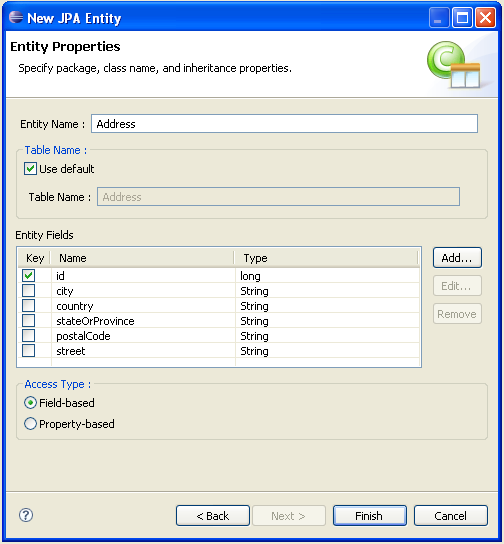 New JPA Entity
Entity Properties
Specify package, class name, and inheritance properties.
Entity Name : Address
Table Name :
Use default
Table Name : Address
Entity Fields
Key Name Type
id long
city String
country String
stateOrProvince String
postalCode String
street String
Add...
Edit...
Remove
Access Type :
Field-based
Property-based
? < Back Next > Finish Cancel